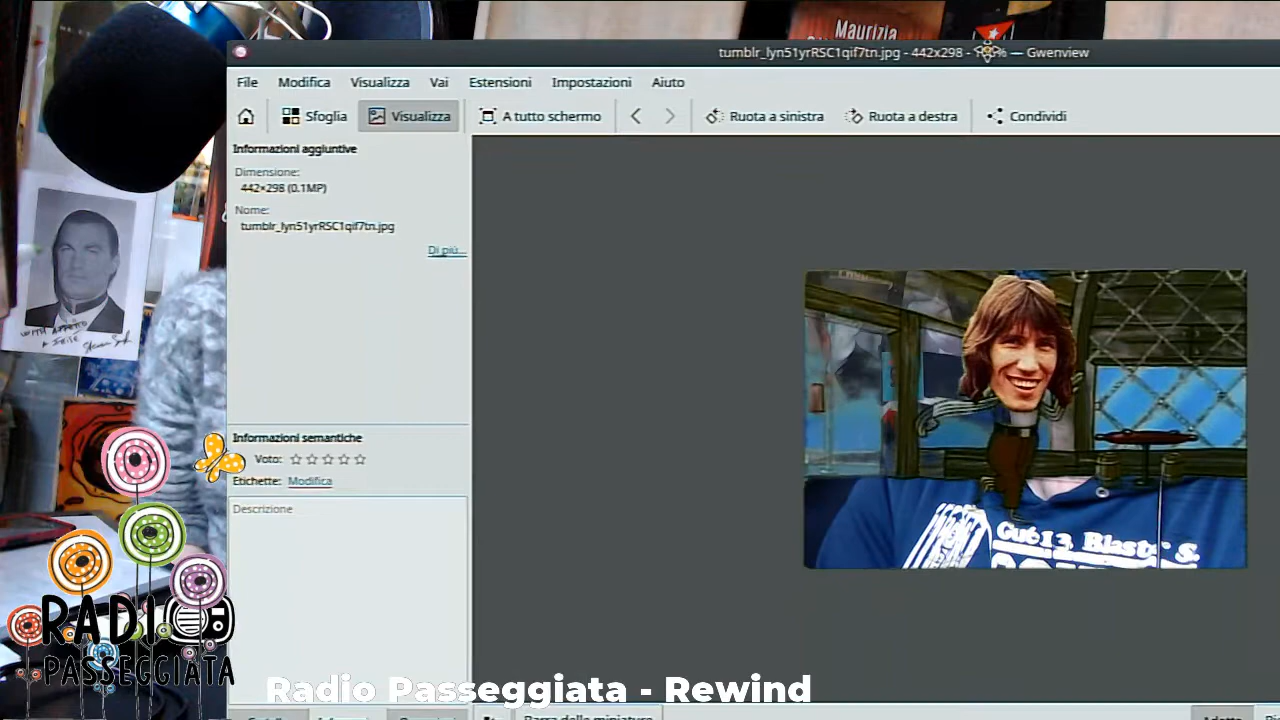 Maurizia
tumblr_lyn51yrRSC1qif7tn.jpg - 442x298 - — Gwenview
File Modifica Visualizza Vai Estensioni Impostazioni Aiuto
Sfoglia Visualizza A tutto schermo Ruota a sinistra Ruota a destra Condividi
Informazioni aggiuntive
Dimensione:
442×298 (0.1MP)
Nome:
tumblr_lyn51yrRSC1qif7tn.jpg
Di più...
Informazioni semantiche
Voto:
Etichette: Modifica
Descrizione
WITH
RADIO
PASSEGGIATA
Radio Passeggiata - Rewind
Barra delle miniature